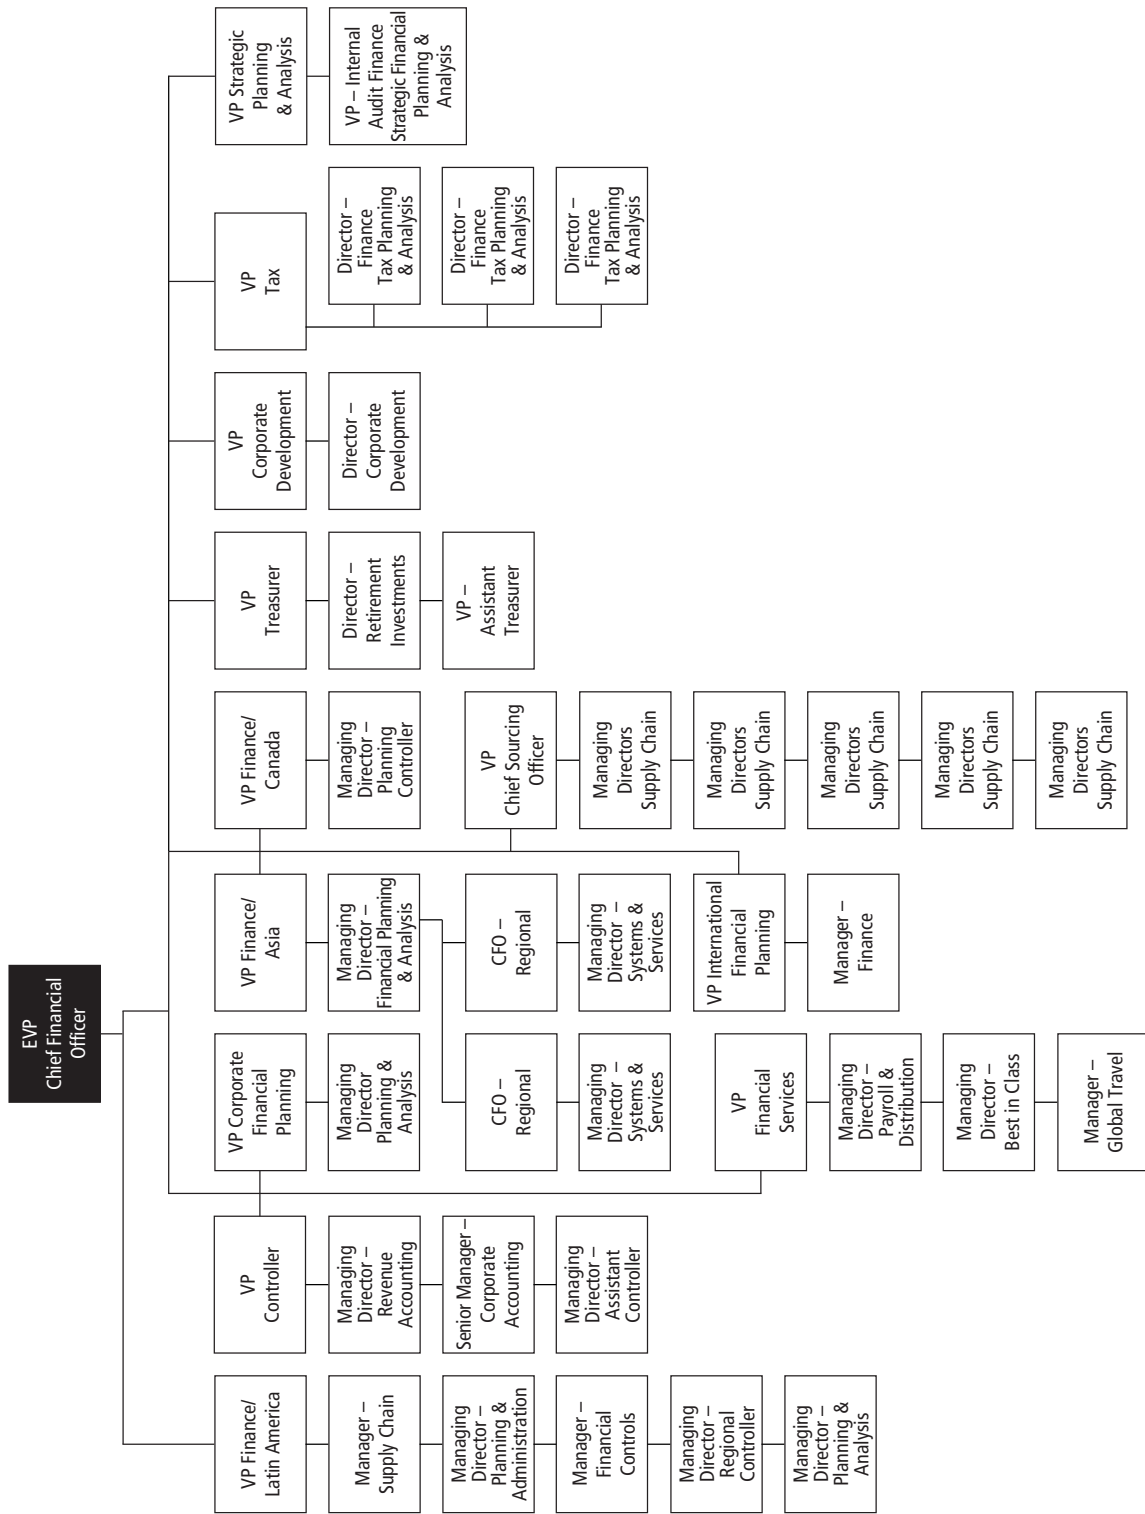 EVP
Chief Financial
Officer
VP Finance/
Latin America
Manager –
Supply Chain
Managing
Director –
Planning &
Administration
Manager –
Financial
Controls
Managing
Director –
Regional
Controller
Managing
Director –
Planning &
Analysis
VP
Controller
Managing
Director –
Revenue
Accounting
Senior Manager –
Corporate
Accounting
Managing
Director –
Assistant
Controller
VP Corporate
Financial
Planning
Managing
Director
Planning &
Analysis
VP Finance/
Asia
Managing
Director –
Financial Planning
& Analysis
CFO –
Regional
Managing
Director –
Systems &
Services
CFO –
Regional
Managing
Director –
Systems &
Services
VP
Financial
Services
Managing
Director –
Payroll &
Distribution
Managing
Director –
Best in Class
Manager –
Global Travel
VP International
Financial
Planning
Manager –
Finance
VP Finance/
Canada
Managing
Director –
Planning
Controller
VP
Chief Sourcing
Officer
Managing
Directors
Supply Chain
Managing
Directors
Supply Chain
Managing
Directors
Supply Chain
Managing
Directors
Supply Chain
Managing
Directors
Supply Chain
VP
Treasurer
Director –
Retirement
Investments
VP –
Assistant
Treasurer
VP
Corporate
Development
Director –
Corporate
Development
VP
Tax
Director –
Finance
Tax Planning
& Analysis
Director –
Finance
Tax Planning
& Analysis
Director –
Finance
Tax Planning
& Analysis
VP Strategic
Planning
& Analysis
VP – Internal
Audit Finance
Strategic Financial
Planning &
Analysis